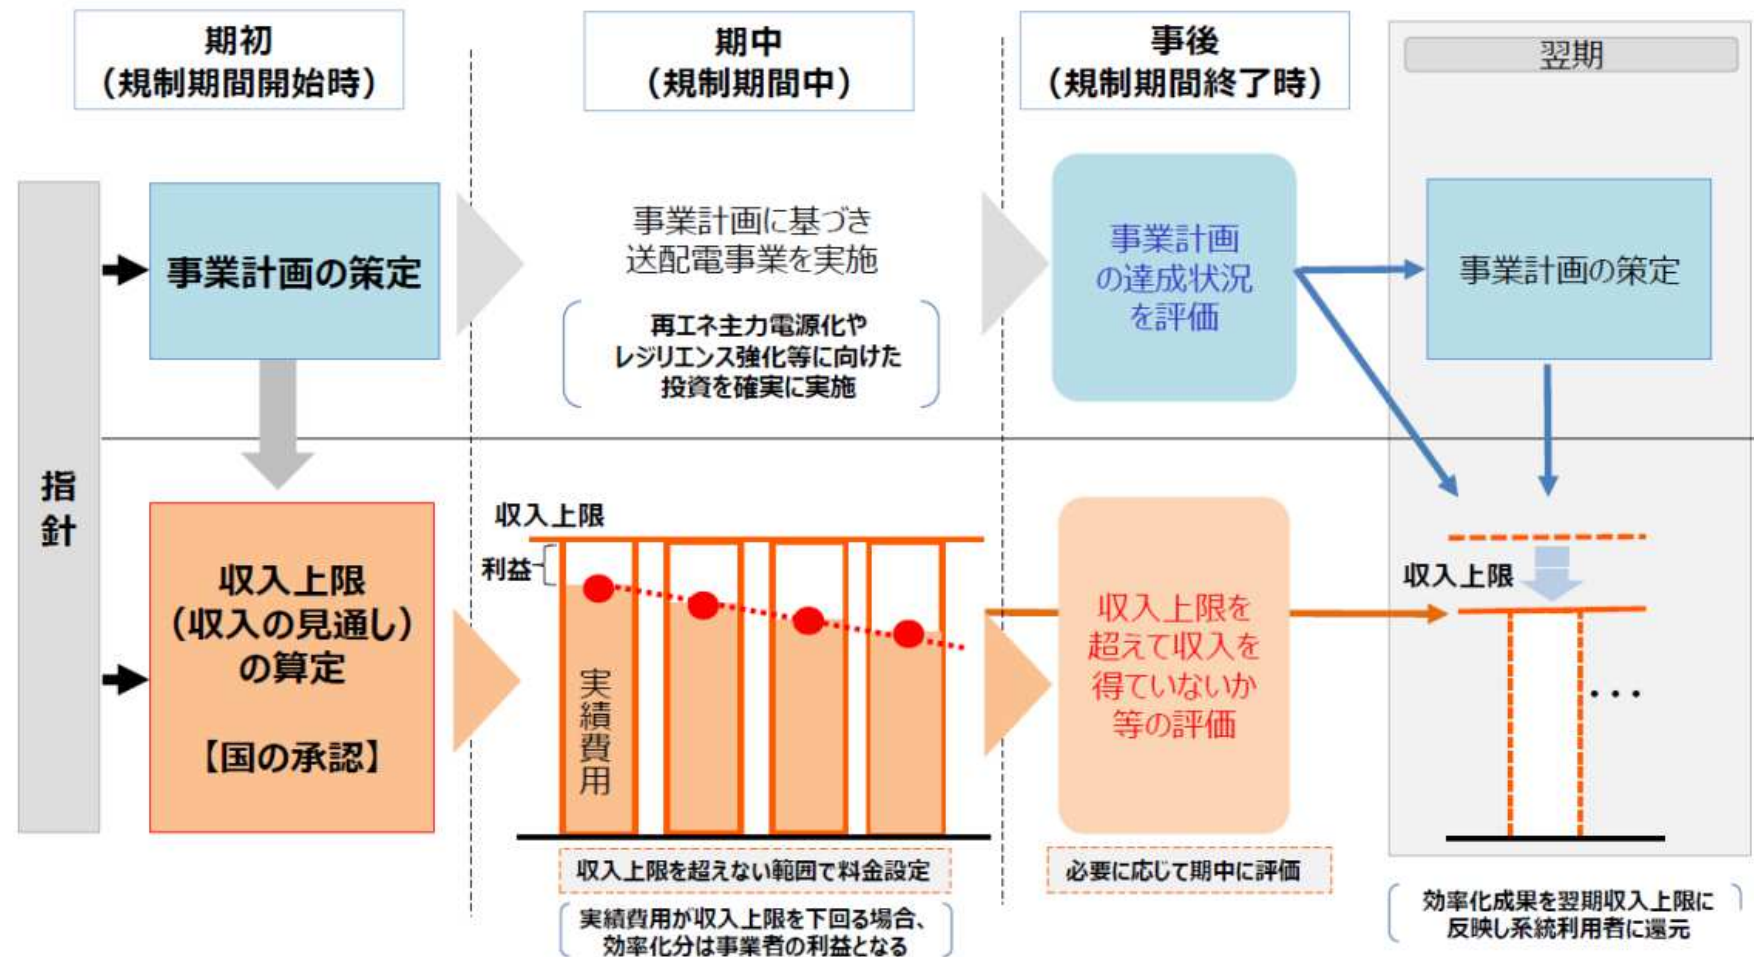 期初
（規制期間開始時）
期中
（規制期間中）
事後
（規制期間終了時）
翌期
指
針
事業計画の策定
事業計画に基づき
送配電事業を実施
再エネ主力電源化や
レジリエンス強化等に向けた
投資を確実に実施
事業計画
の達成状況
を評価
事業計画の策定
収入上限
（収入の見通し）
の算定
【国の承認】
収入上限
利益
実
績
費
用
収入上限を超えない範囲で料金設定
実績費用が収入上限を下回る場合、
効率化分は事業者の利益となる
収入上限を
超えて収入を
得ていないか
等の評価
必要に応じて期中に評価
収入上限
・・・
効率化成果を翌期収入上限に
反映し系統利用者に還元